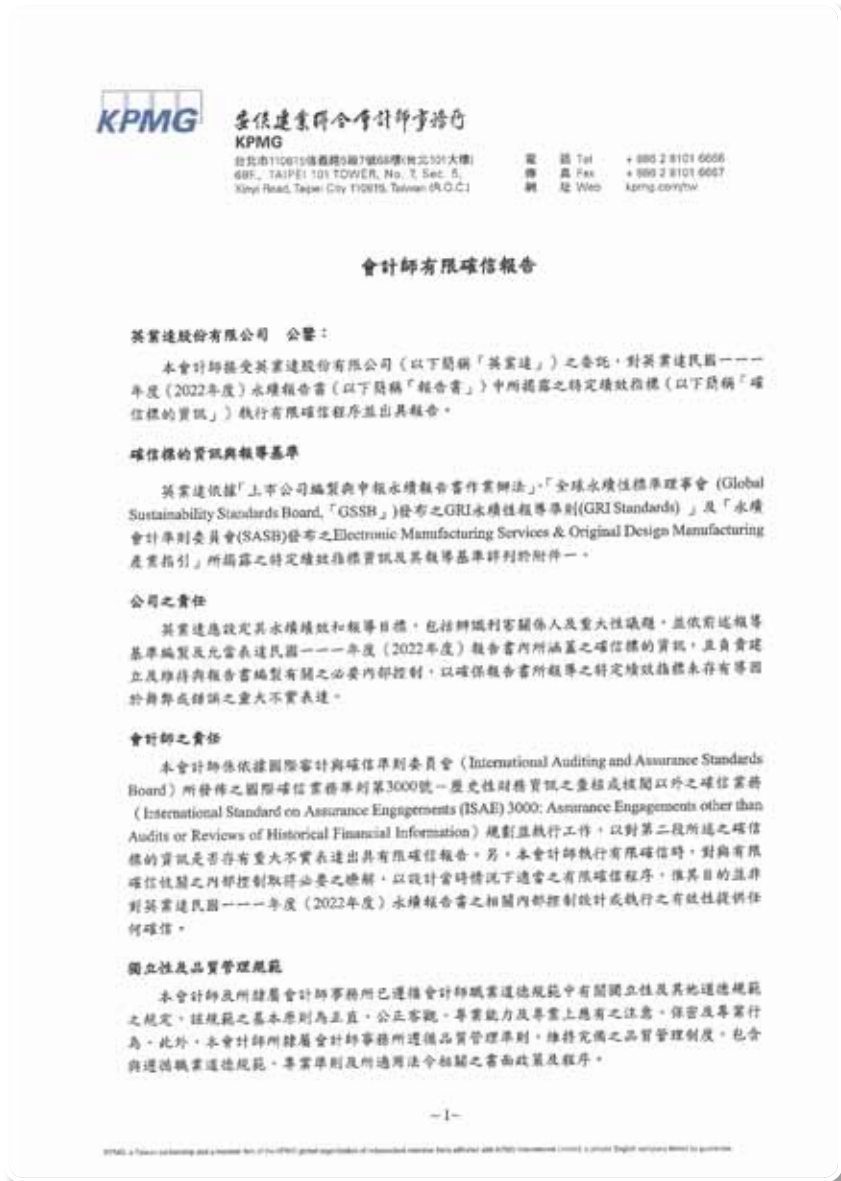 KPMG
安侯建業聯合會計師事務所
KPMG
台北市110615信義路5段7號68樓(台北101大樓)
68F., TAIPEI 101 TOWER, No. 7, Sec. 5,
Xinyi Road, Taipei City 110615, Taiwan (R.O.C.)
電 話 Tel + 886 2 8101 6666
傳 真 Fax + 886 2 8101 6667
網 址 Web kpmg.com/tw
會計師有限確信報告
英業達股份有限公司 公鑒：
本會計師接受英業達股份有限公司（以下簡稱「英業達」）之委託，對英業達民國一一一
年度（2022年度）永續報告書（以下簡稱「報告書」）中所揭露之特定績效指標（以下簡稱「確
信標的資訊」）執行有限確信程序並出具報告。
確信標的資訊與報導基準
英業達依據「上市公司編製與申報永續報告書作業辦法」、「全球永續性標準理事會 (Global
Sustainability Standards Board,「GSSB」)發布之GRI永續性報導準則(GRI Standards) 」及「永續
會計準則委員會(SASB)發布之Electronic Manufacturing Services & Original Design Manufacturing
產業指引」所揭露之特定績效指標資訊及其報導基準詳列於附件一。
公司之責任
英業達應設定其永續績效和報導目標，包括辨識利害關係人及重大性議題，並依前述報導
基準編製及允當表達民國一一一年度（2022年度）報告書內所涵蓋之確信標的資訊，且負責建
立及維持與報告書編製有關之必要內部控制，以確保報告書所報導之特定績效指標未存有導因
於舞弊或錯誤之重大不實表達。
會計師之責任
本會計師係依據國際審計與確信準則委員會（International Auditing and Assurance Standards
Board）所發佈之國際確信業務準則第3000號－歷史性財務資訊之查核或核閱以外之確信業務
（International Standard on Assurance Engagements (ISAE) 3000: Assurance Engagements other than
Audits or Reviews of Historical Financial Information）規劃並執行工作，以對第二段所述之確信
標的資訊是否存有重大不實表達出具有限確信報告。另，本會計師執行有限確信時，對與有限
確信攸關之內部控制取得必要之瞭解，以設計當時情況下適當之有限確信程序，惟其目的並非
對英業達民國一一一年度（2022年度）永續報告書之相關內部控制設計或執行之有效性提供任
何確信。
獨立性及品質管理規範
本會計師及所隸屬會計師事務所已遵循會計師職業道德規範中有關獨立性及其他道德規範
之規定，該規範之基本原則為正直、公正客觀、專業能力及專業上應有之注意、保密及專業行
為。此外，本會計師所隸屬會計師事務所遵循品質管理準則，維持完備之品質管理制度，包含
與遵循職業道德規範、專業準則及所適用法令相關之書面政策及程序。
~1~
KPMG, a Taiwan partnership and a member firm of the KPMG global organization of independent member firms affiliated with KPMG International Limited, a private English company limited by guarantee.